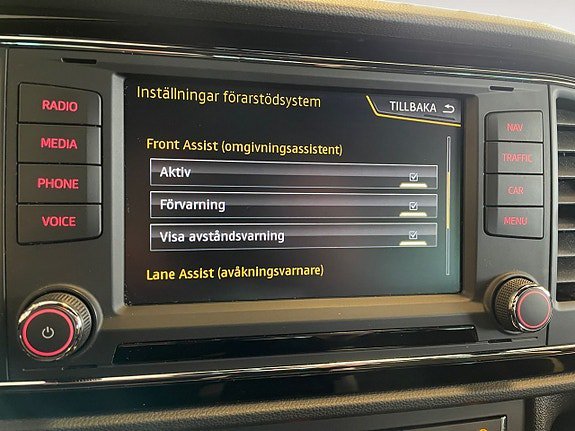 Inställningar förarstödsystem
TILLBAKA
Front Assist (omgivningsassistent)
Aktiv
Förvarning
Visa avståndsvarning
Lane Assist (avåkningsvarnare)
RADIO
MEDIA
PHONE
VOICE
NAV
TRAFFIC
CAR
MENU